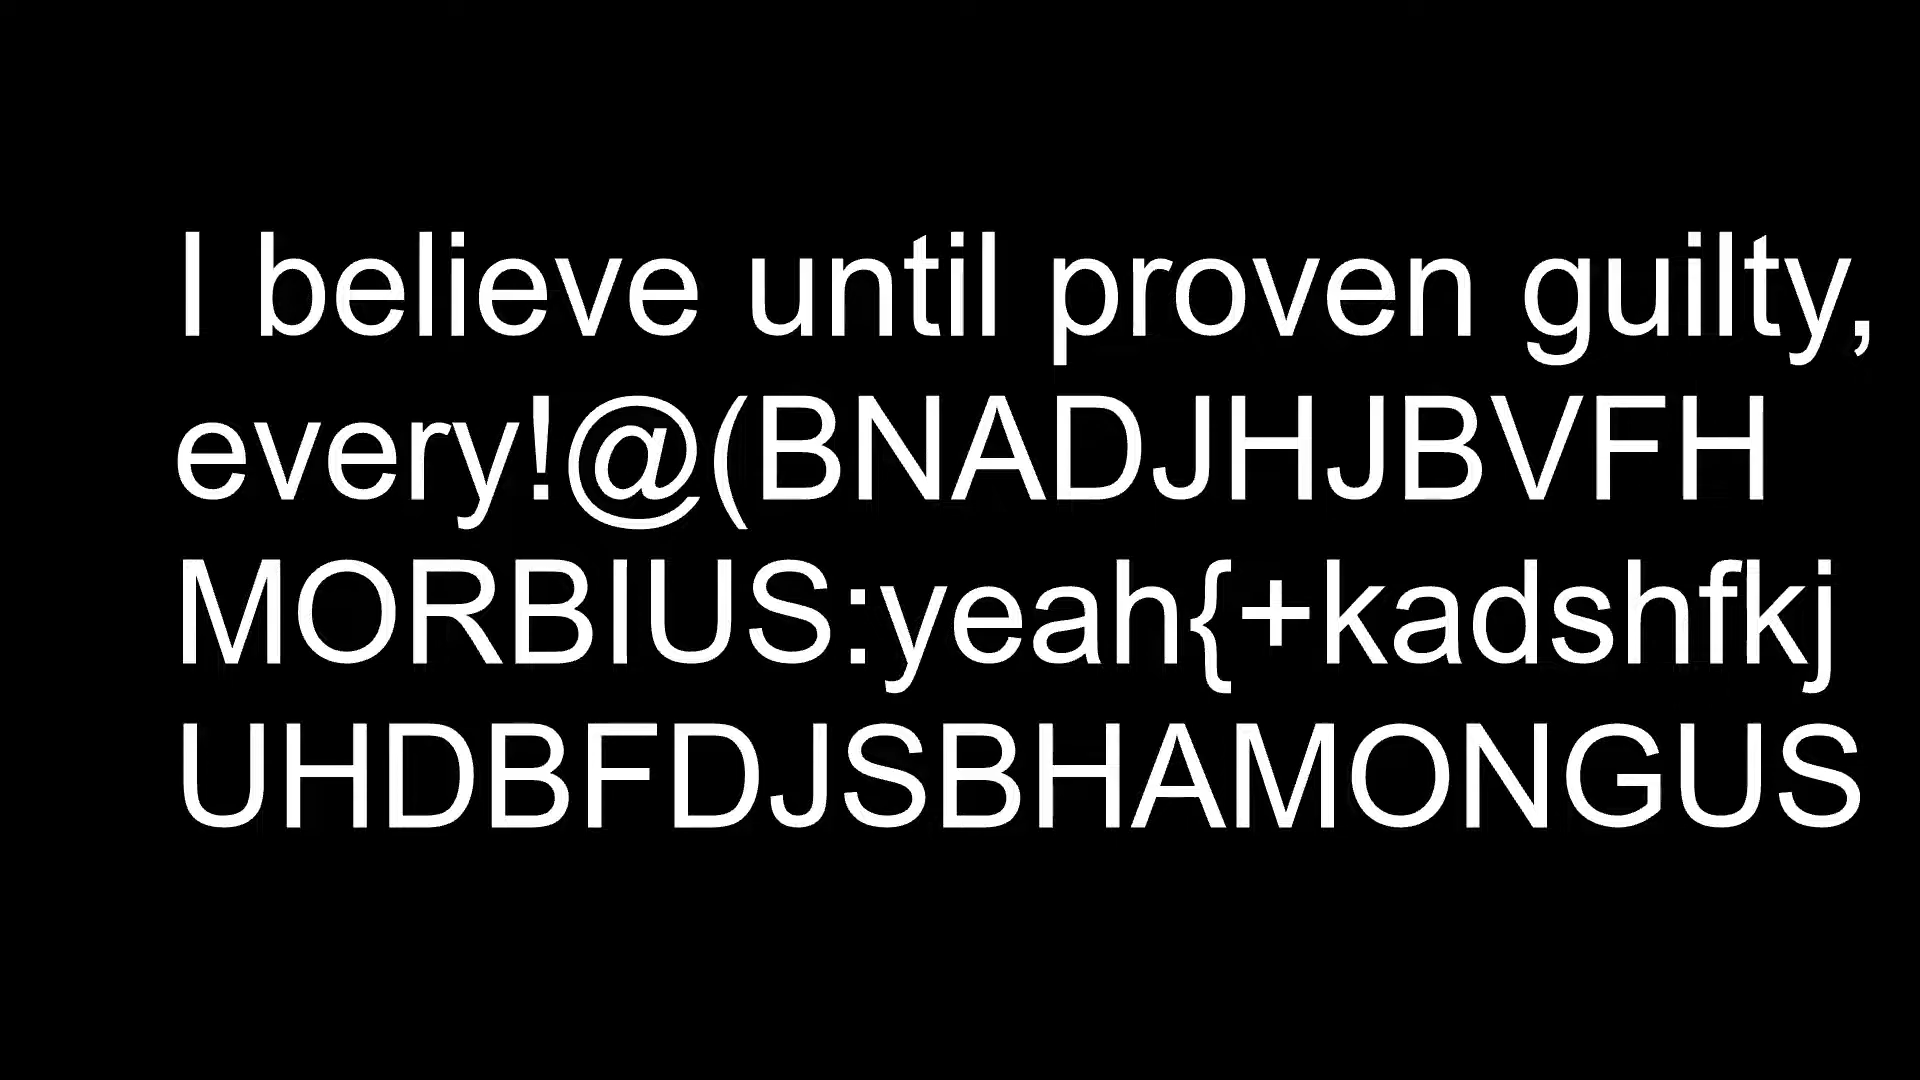 I believe until proven guilty,
every!@(BNADJHJBVFH
MORBIUS:yeah{+kadshfkj
UHDBFDJSBHAMONGUS